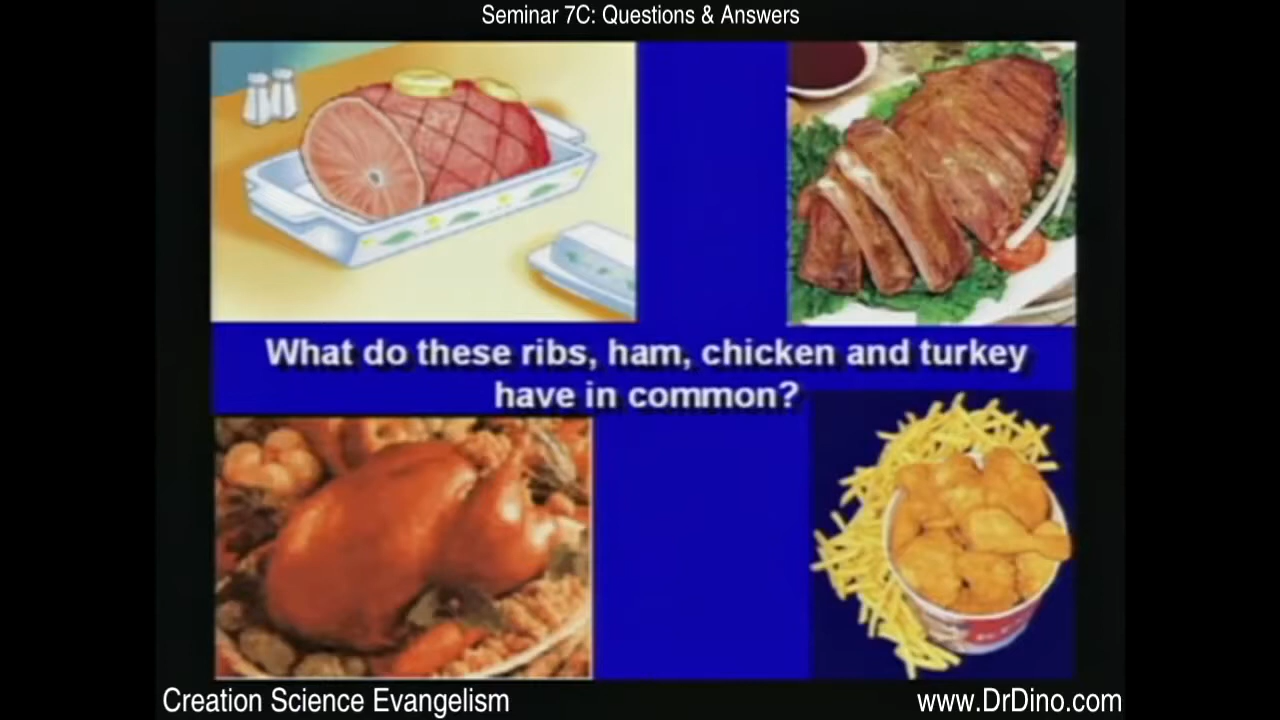 Seminar 7C: Questions & Answers
What do these ribs, ham, chicken and turkey
have in common?
Creation Science Evangelism
www.DrDino.com